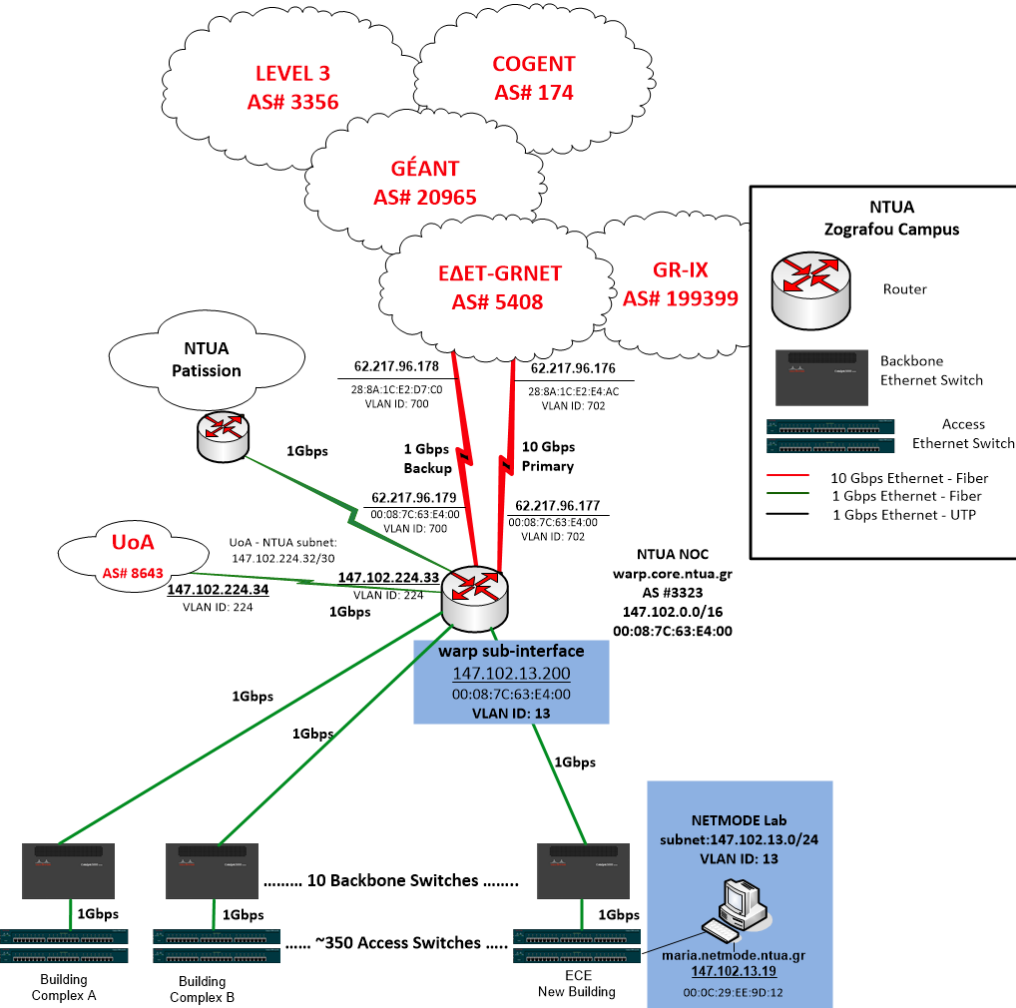 LEVEL 3
AS# 3356
COGENT
AS# 174
GÉANT
AS# 20965
ΕΔΕΤ-GRNET
AS# 5408
GR-IX
AS# 199399
NTUA
Zografou Campus
Router
Backbone
Ethernet Switch
Access
Ethernet Switch
10 Gbps Ethernet - Fiber
1 Gbps Ethernet - Fiber
1 Gbps Ethernet - UTP
NTUA
Patission
62.217.96.178
28:8A:1C:E2:D7:C0
VLAN ID: 700
62.217.96.176
28:8A:1C:E2:E4:AC
VLAN ID: 702
1Gbps
1 Gbps
Backup
10 Gbps
Primary
62.217.96.179
00:08:7C:63:E4:00
VLAN ID: 700
62.217.96.177
00:08:7C:63:E4:00
VLAN ID: 702
UoA
AS# 8643
UoA - NTUA subnet:
147.102.224.32/30
147.102.224.34
VLAN ID: 224
147.102.224.33
VLAN ID: 224
1Gbps
NTUA NOC
warp.core.ntua.gr
AS #3323
147.102.0.0/16
00:08:7C:63:E4:00
warp sub-interface
147.102.13.200
00:08:7C:63:E4:00
VLAN ID: 13
1Gbps
1Gbps
1Gbps
NETMODE Lab
subnet:147.102.13.0/24
VLAN ID: 13
maria.netmode.ntua.gr
147.102.13.19
00:0C:29:EE:9D:12
......... 10 Backbone Switches ........
1Gbps
1Gbps
1Gbps
...... ~350 Access Switches .....
Building
Complex A
Building
Complex B
ECE
New Building